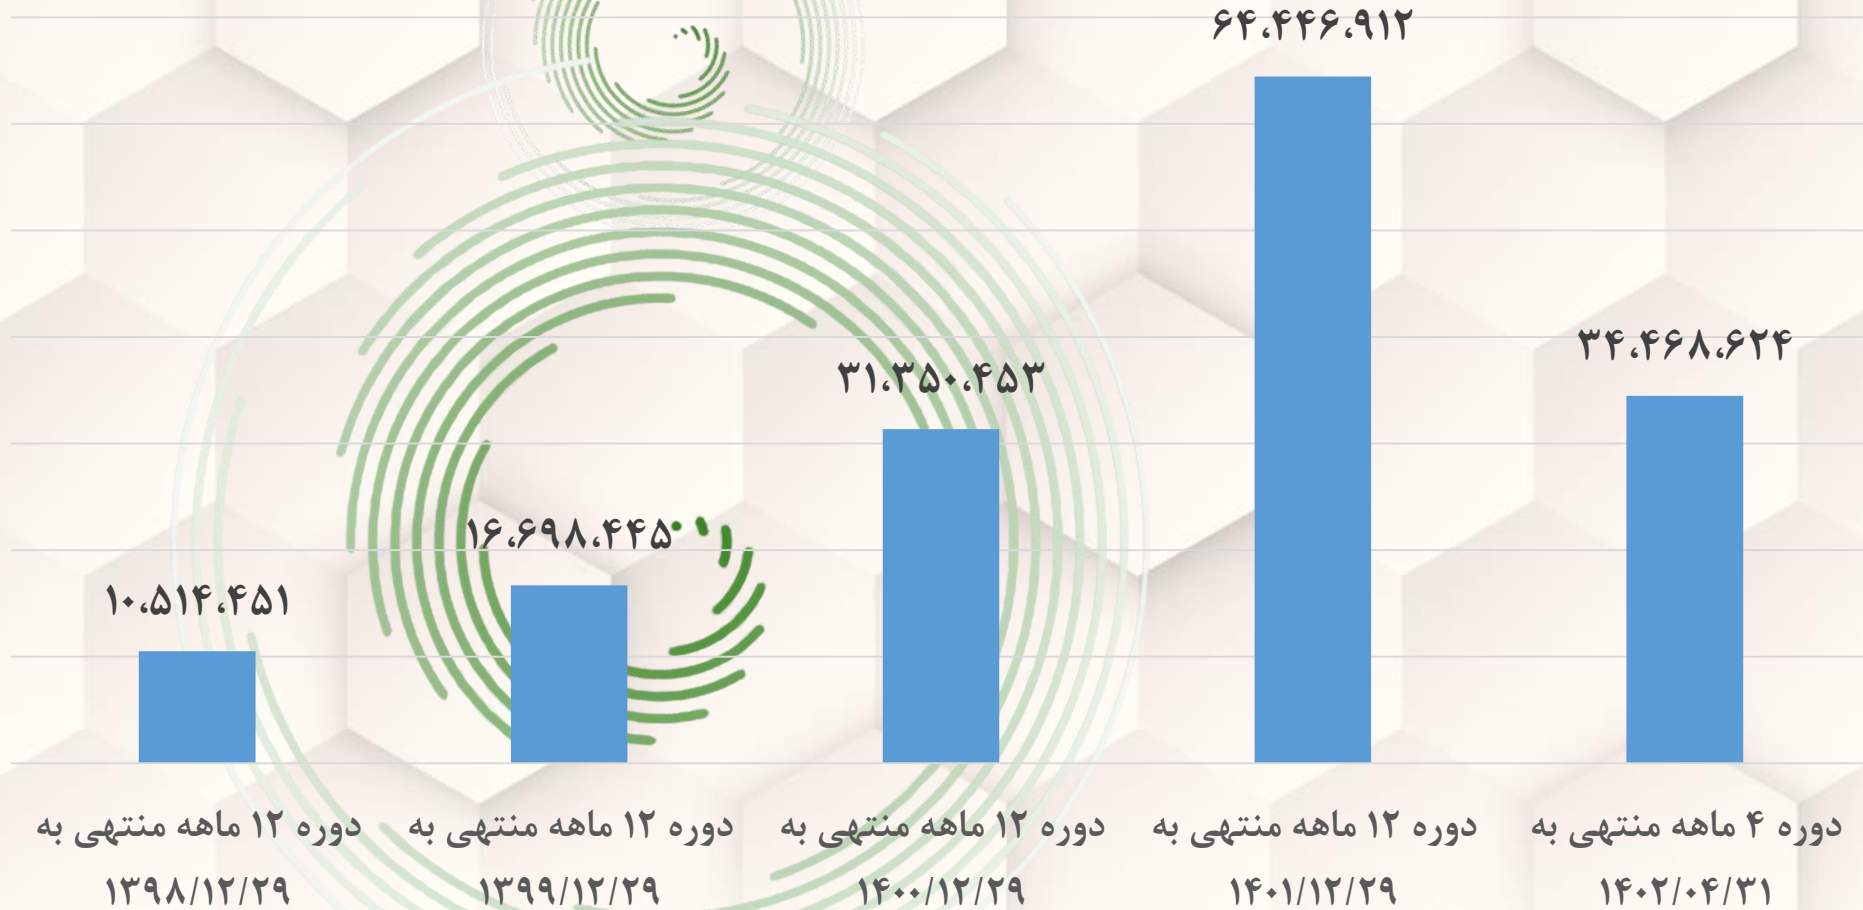 ۶۴،۴۴۶،۹۱۲
۳۴،۴۶۸،۶۲۴
۳۱،۳۵۰،۴۵۳
۱۶،۶۹۸،۴۴۵
۱۰،۵۱۴،۴۵۱
دوره ۱۲ ماهه منتهی به
۱۳۹۸/۱۲/۲۹
دوره ۱۲ ماهه منتهی به
۱۳۹۹/۱۲/۲۹
دوره ۱۲ ماهه منتهی به
۱۴۰۰/۱۲/۲۹
دوره ۱۲ ماهه منتهی به
۱۴۰۱/۱۲/۲۹
دوره ۴ ماهه منتهی به
۱۴۰۲/۰۴/۳۱